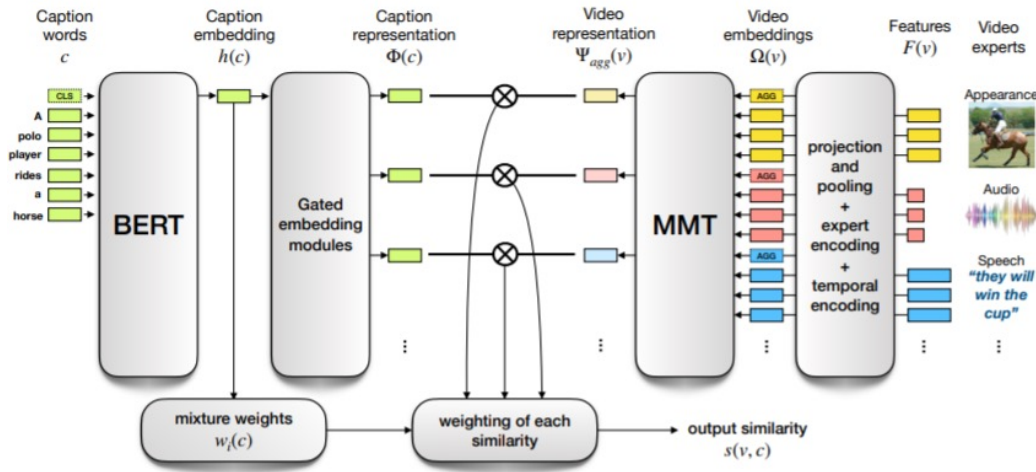 Caption words c
Caption embedding h(c)
Caption representation Φ(c)
Video representation Ψagg(v)
Video embeddings Ω(v)
Features F(v)
Video experts
CLS
A
polo
player
rides
a
horse
BERT
Gated embedding modules
MMT
AGG
AGG
AGG
projection and pooling + expert encoding + temporal encoding
Appearance
Audio
Speech
"they will win the cup"
mixture weights wi(c)
weighting of each similarity
output similarity s(v, c)